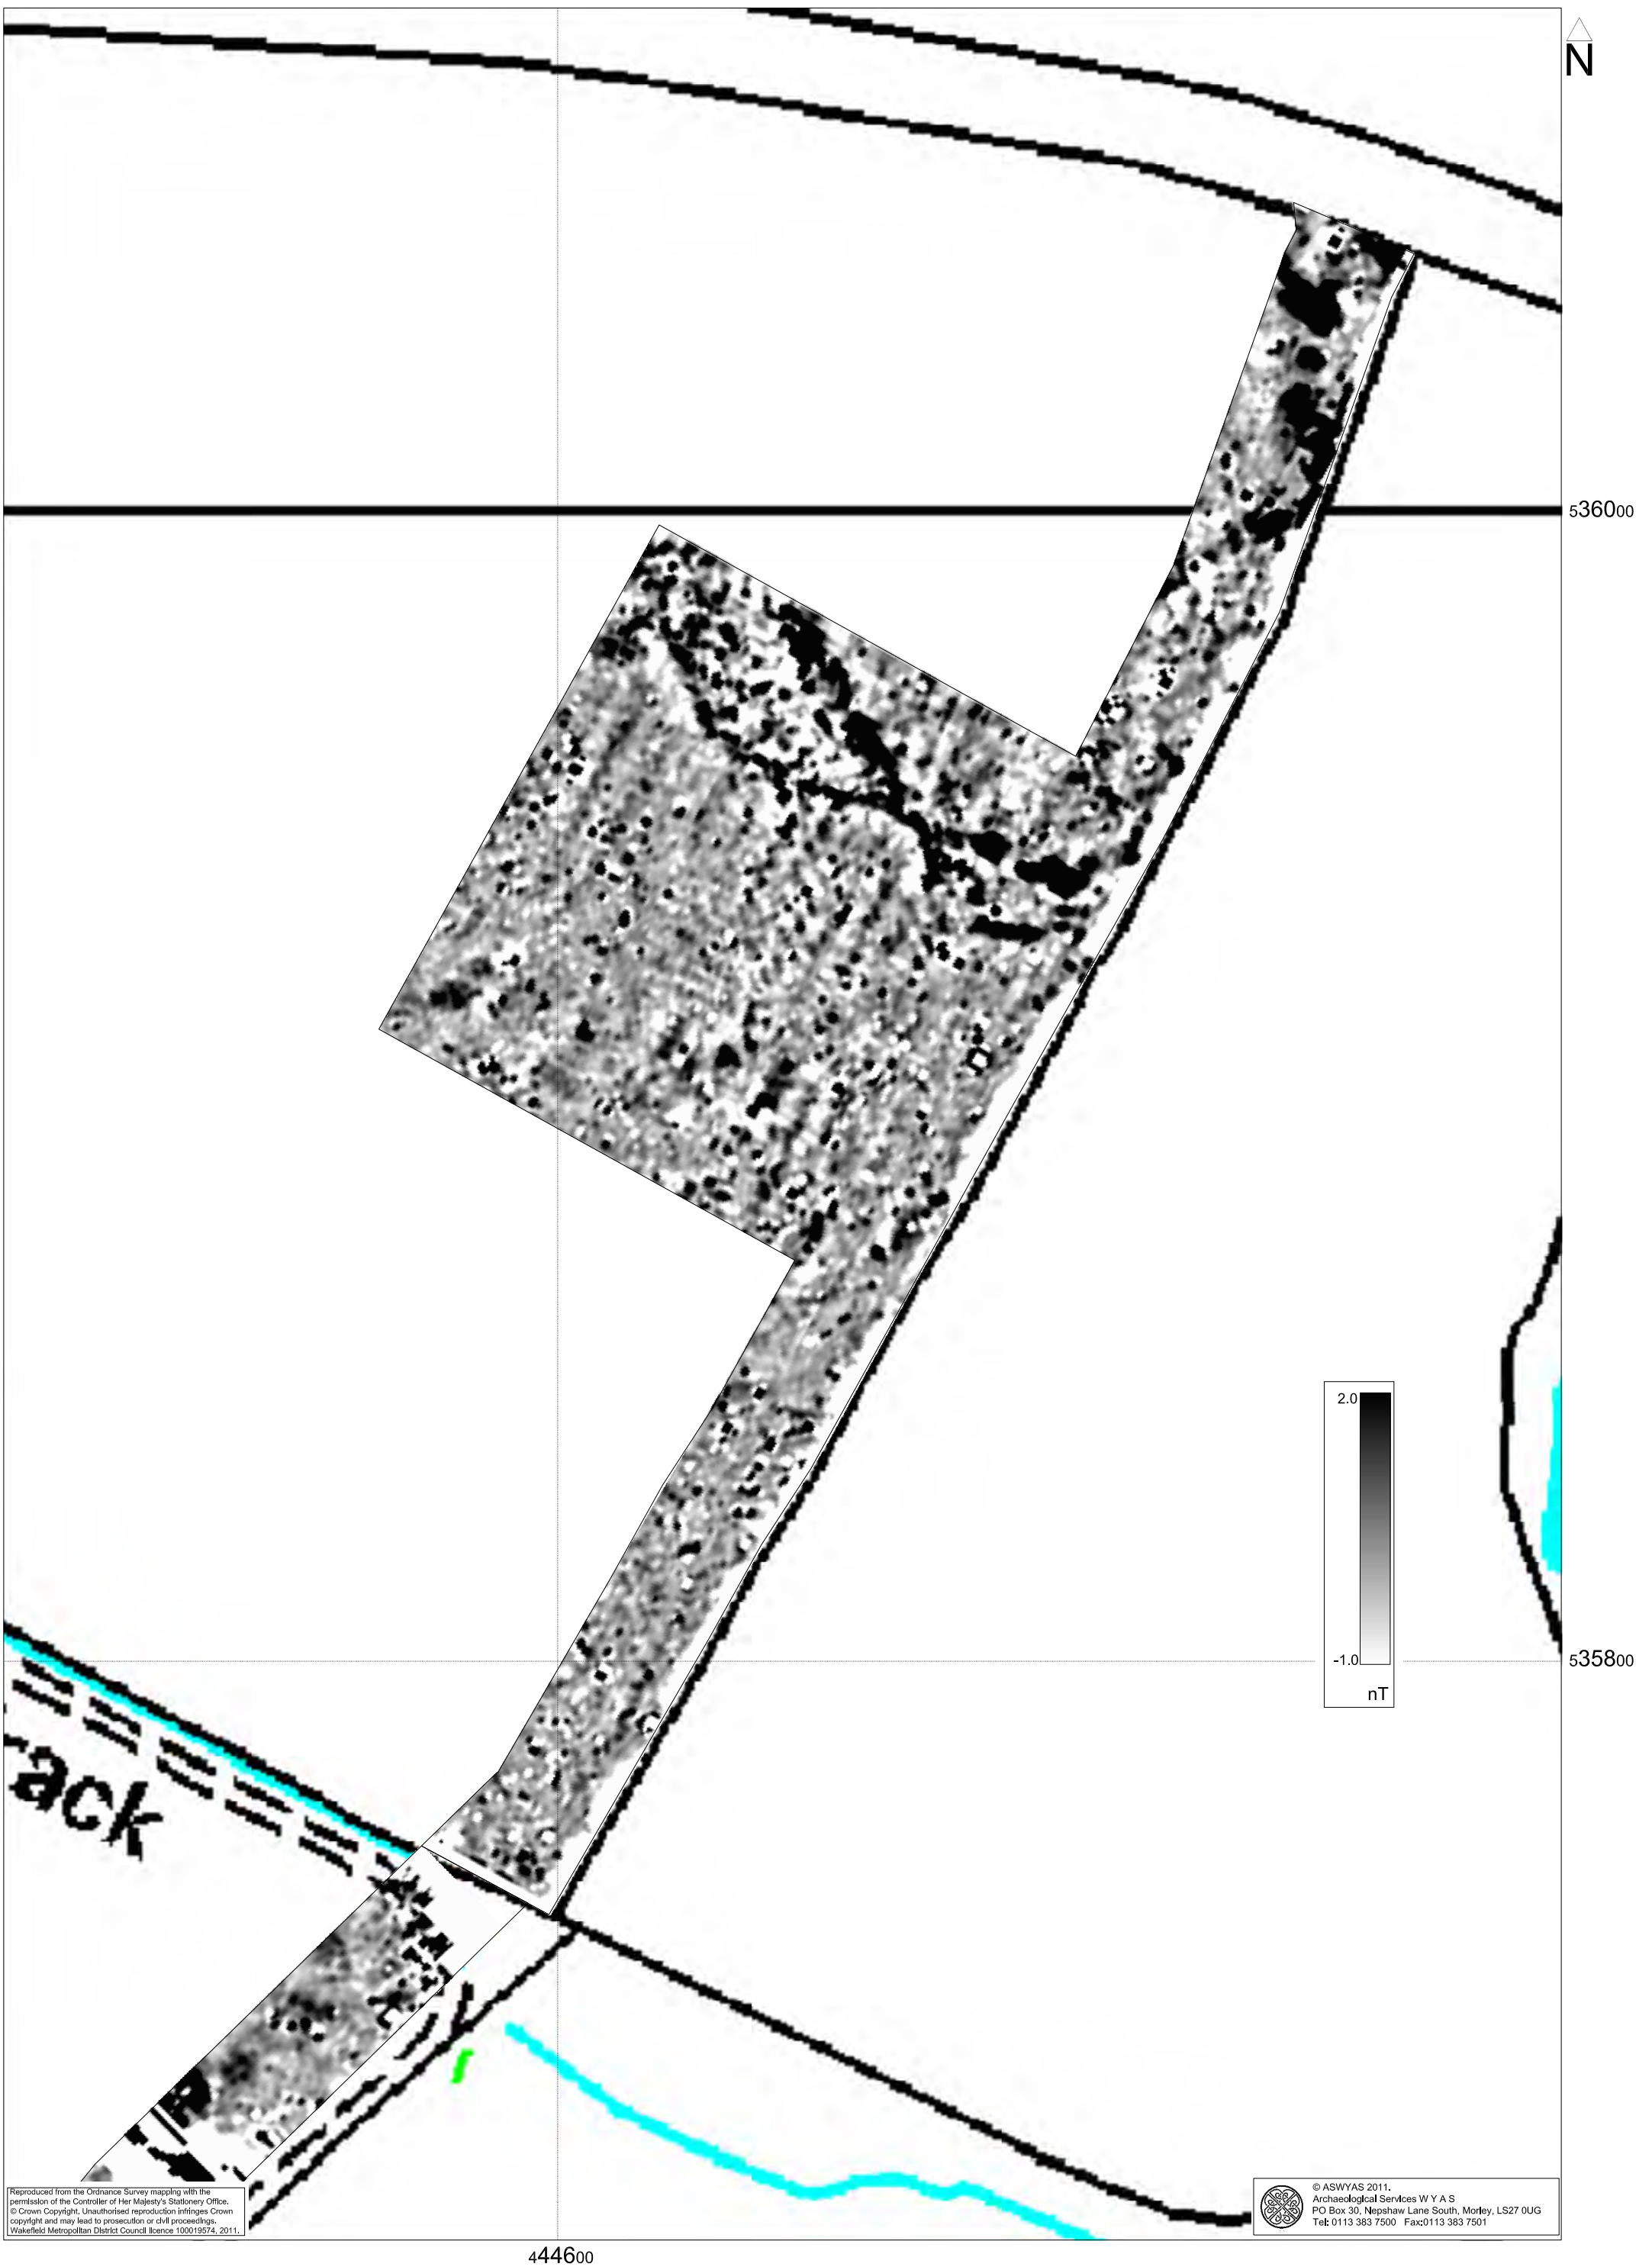 N
53600
2.0
-1.0
nT
535800
ack
Reproduced from the Ordnance Survey mapping with the
permission of the Controller of Her Majesty's Stationery Office.
© Crown Copyright, Unauthorised reproduction infringes Crown
copyright and may lead to prosecution or civil proceedings.
Wakefield Metropolitan District Council licence 100019574, 2011.
© ASWYAS 2011.
Archaeological Services W Y A S
PO Box 30, Nepshaw Lane South, Morley, LS27 0UG
Tel: 0113 383 7500 Fax:0113 383 7501
444600